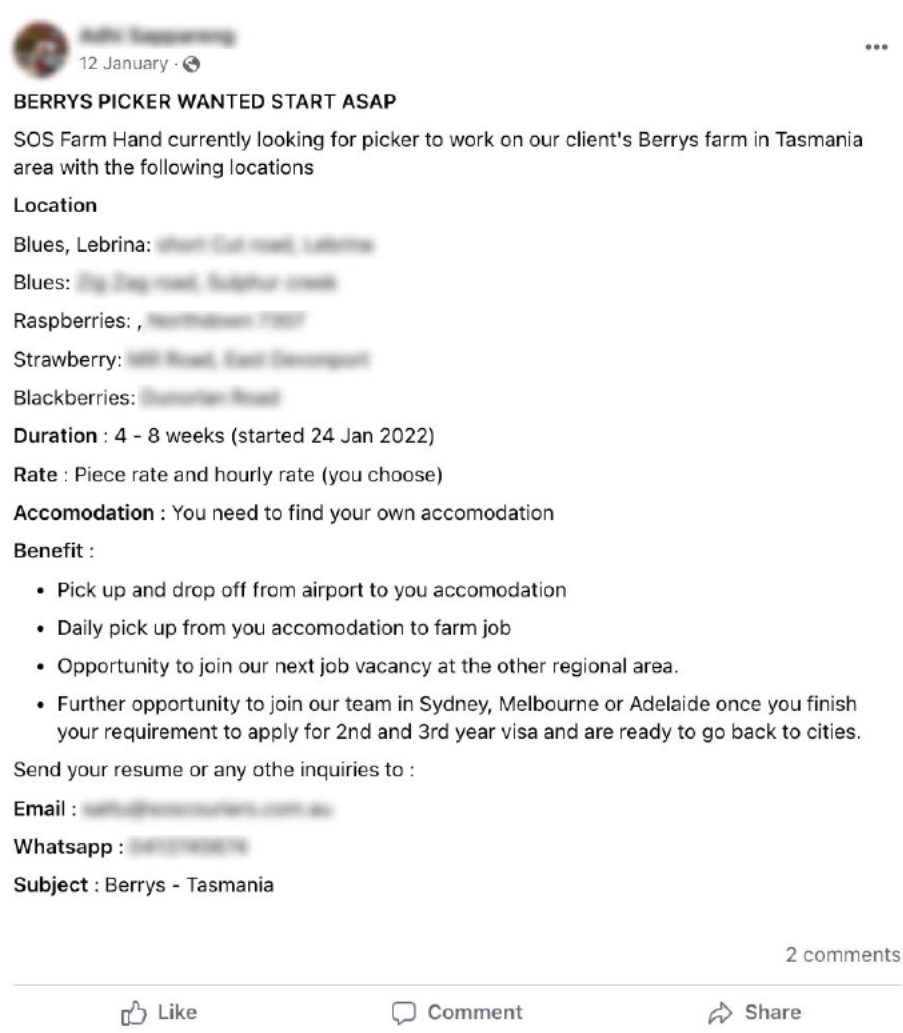 12 January ·
BERRYS PICKER WANTED START ASAP
SOS Farm Hand currently looking for picker to work on our client's Berrys farm in Tasmania
area with the following locations
Location
Blues, Lebrina:
Blues:
Raspberries: ,
Strawberry:
Blackberries:
Duration : 4 - 8 weeks (started 24 Jan 2022)
Rate : Piece rate and hourly rate (you choose)
Accomodation : You need to find your own accomodation
Benefit :
• Pick up and drop off from airport to you accomodation
• Daily pick up from you accomodation to farm job
• Opportunity to join our next job vacancy at the other regional area.
• Further opportunity to join our team in Sydney, Melbourne or Adelaide once you finish
your requirement to apply for 2nd and 3rd year visa and are ready to go back to cities.
Send your resume or any othe inquiries to :
Email :
Whatsapp :
Subject : Berrys - Tasmania
2 comments
Like
Comment
Share